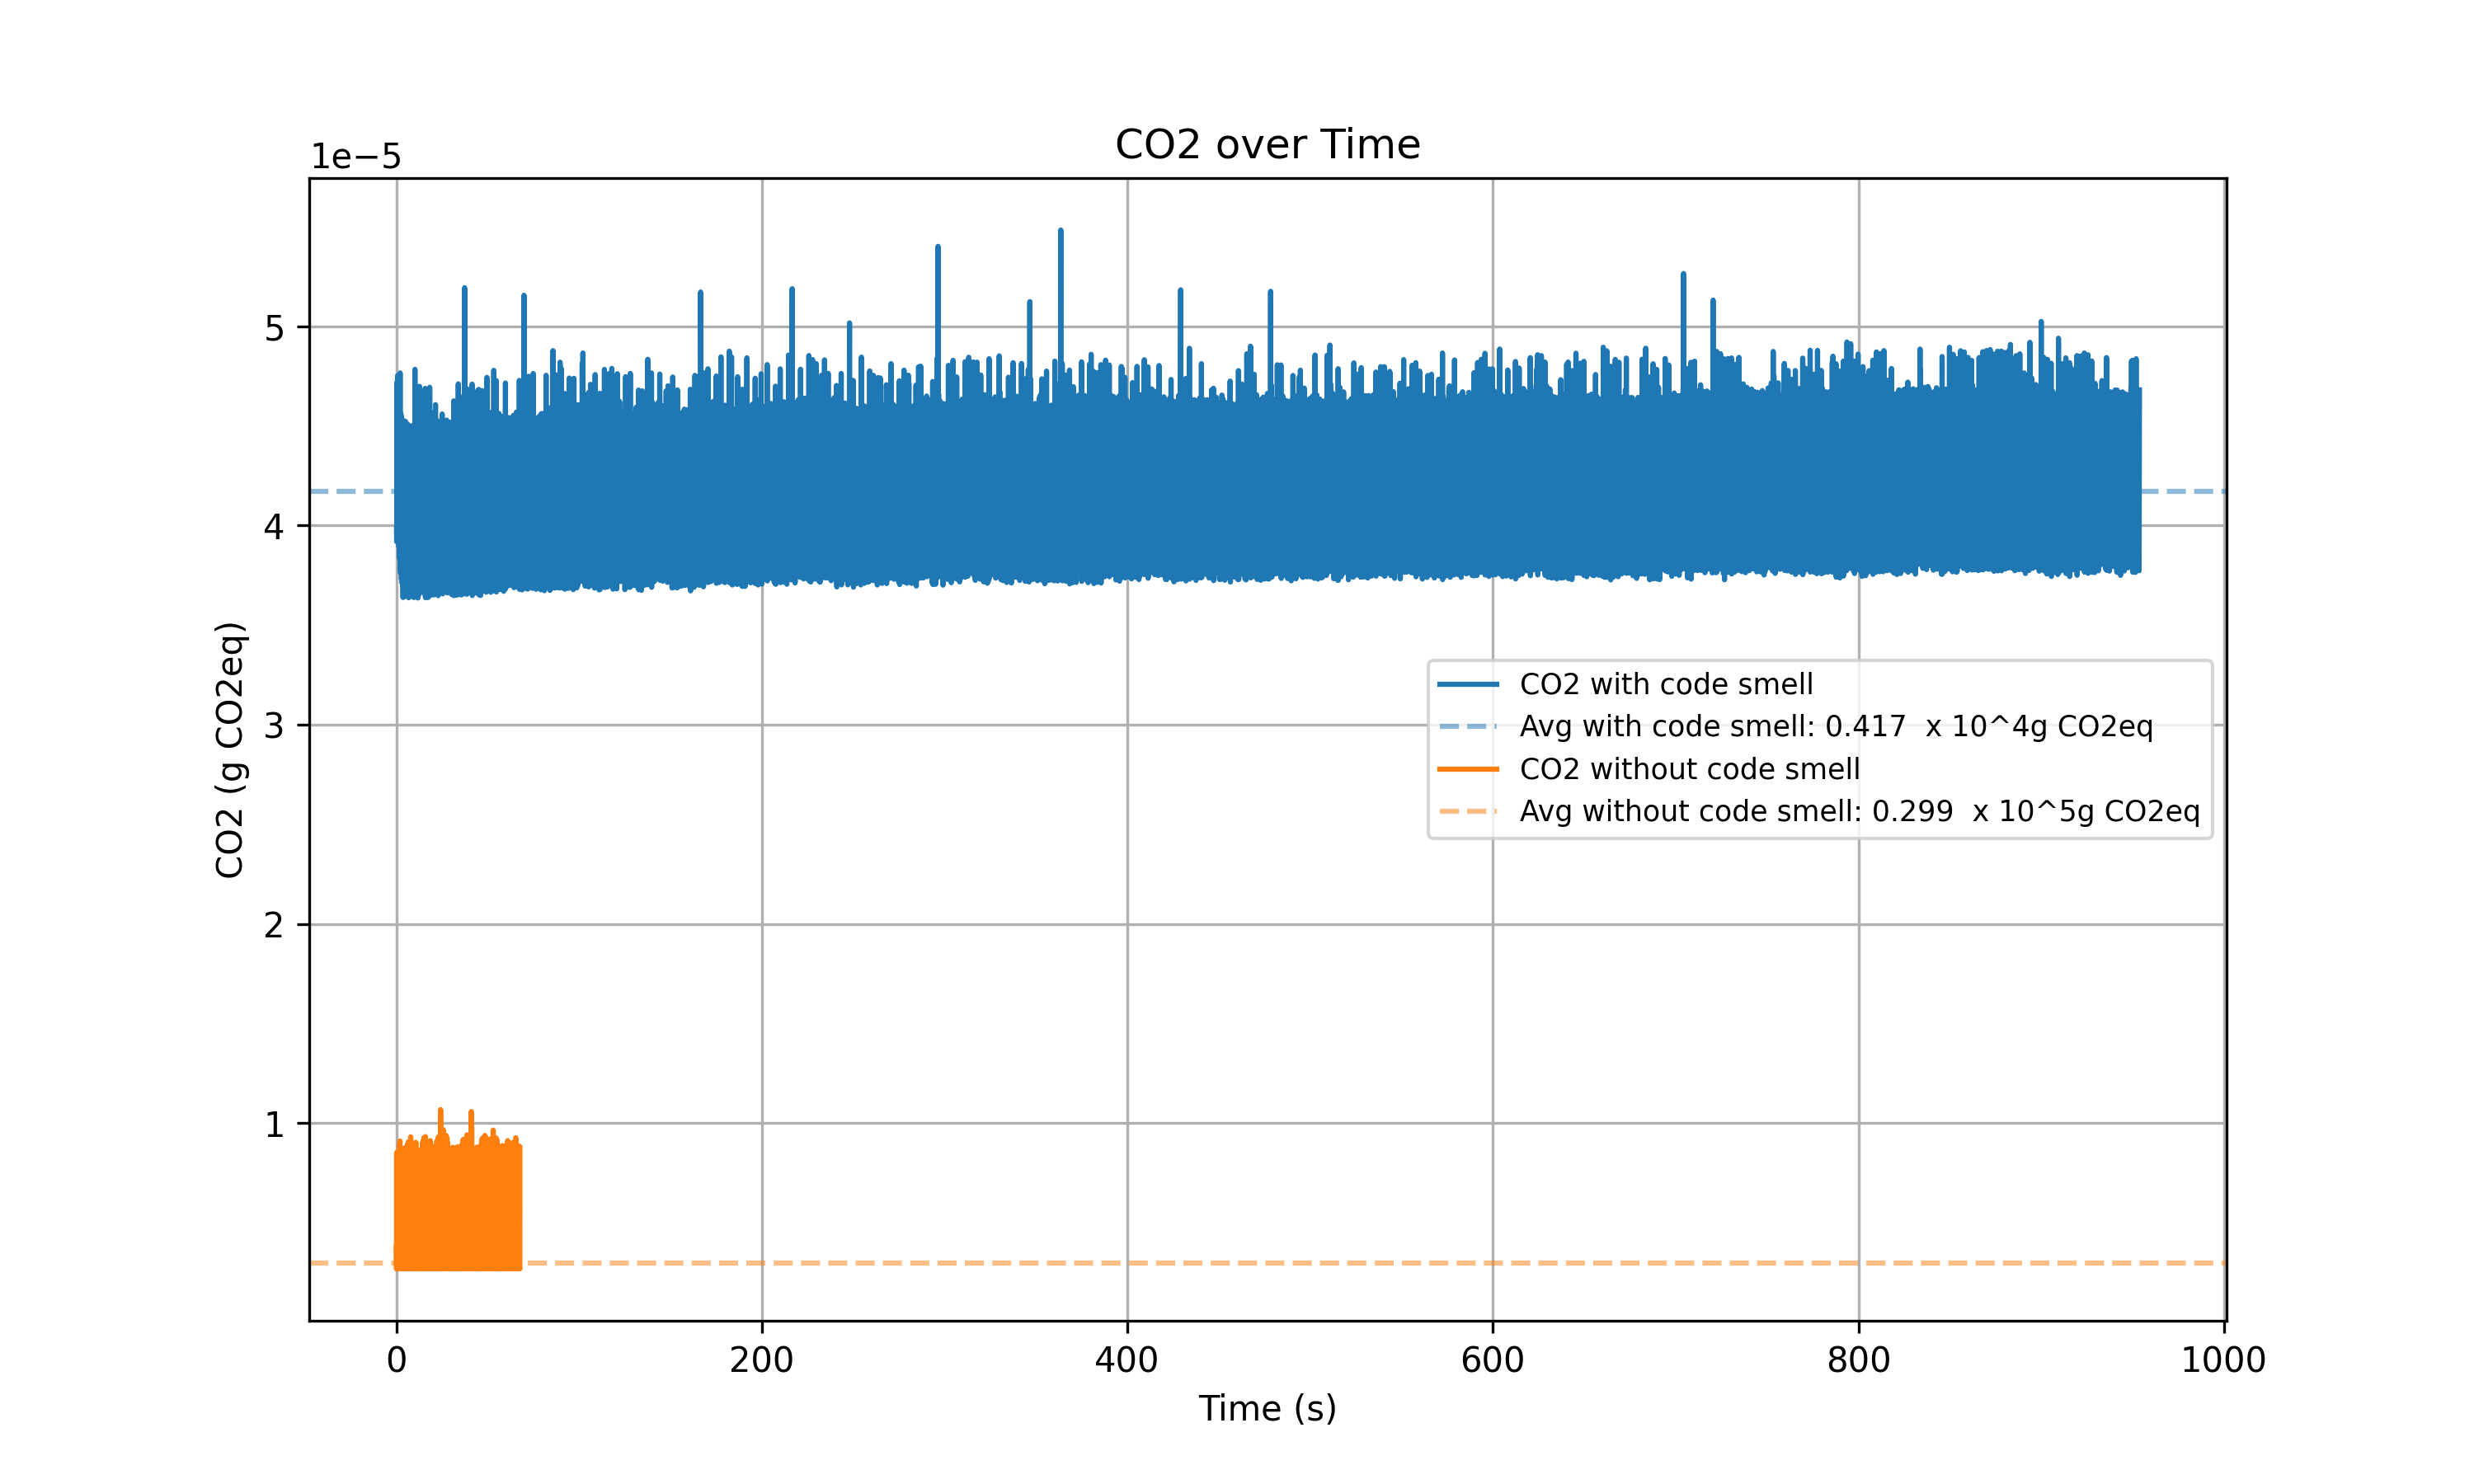 CO2 over Time
1e−5
CO2 (g CO2eq)
5
4
3
2
1
CO2 with code smell
Avg with code smell: 0.417  x 10^4g CO2eq
CO2 without code smell
Avg without code smell: 0.299  x 10^5g CO2eq
0 200 400 600 800 1000
Time (s)